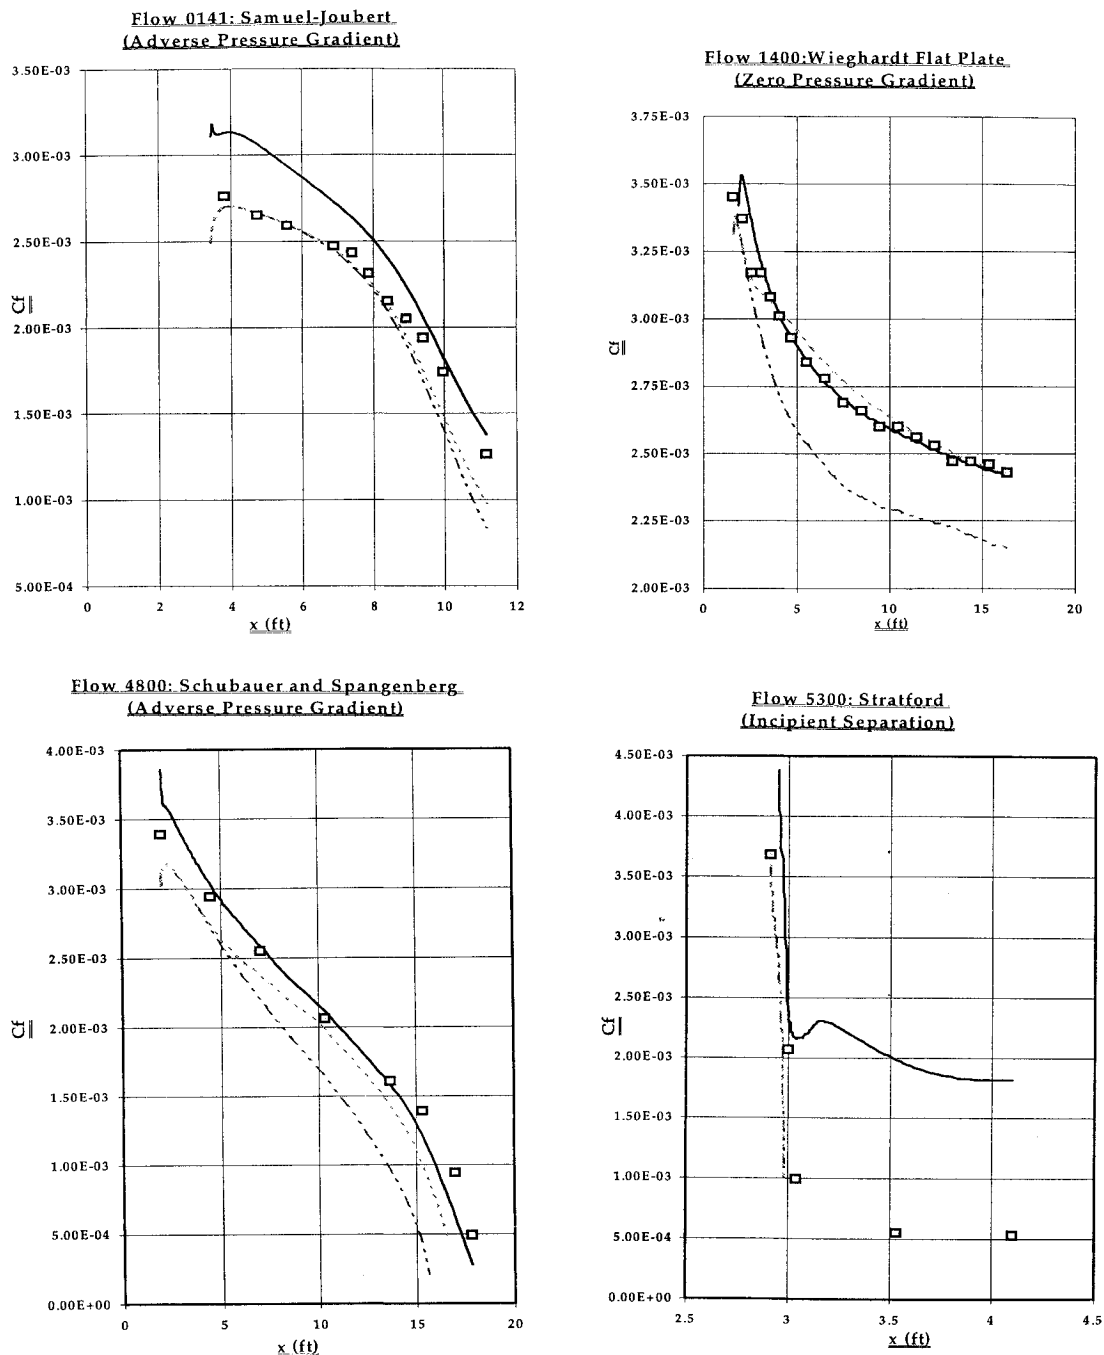 Flow 0141: Samuel-Joubert
(Adverse Pressure Gradient)
3.50E-03
3.00E-03
2.50E-03
2.00E-03
1.50E-03
1.00E-03
5.00E-04
Cf
0 2 4 6 8 10 12
x (ft)
Flow 1400:Wieghardt Flat Plate
(Zero Pressure Gradient)
3.75E-03
3.50E-03
3.25E-03
3.00E-03
2.75E-03
2.50E-03
2.25E-03
2.00E-03
Cf
0 5 10 15 20
x (ft)
Flow 4800: Schubauer and Spangenberg
(Adverse Pressure Gradient)
4.00E-03
3.50E-03
3.00E-03
2.50E-03
2.00E-03
1.50E-03
1.00E-03
5.00E-04
0.00E+00
Cf
0 5 10 15 20
x (ft)
Flow 5300: Stratford
(Incipient Separation)
4.50E-03
4.00E-03
3.50E-03
3.00E-03
2.50E-03
2.00E-03
1.50E-03
1.00E-03
5.00E-04
0.00E+00
Cf
2.5 3 3.5 4 4.5
x (ft)